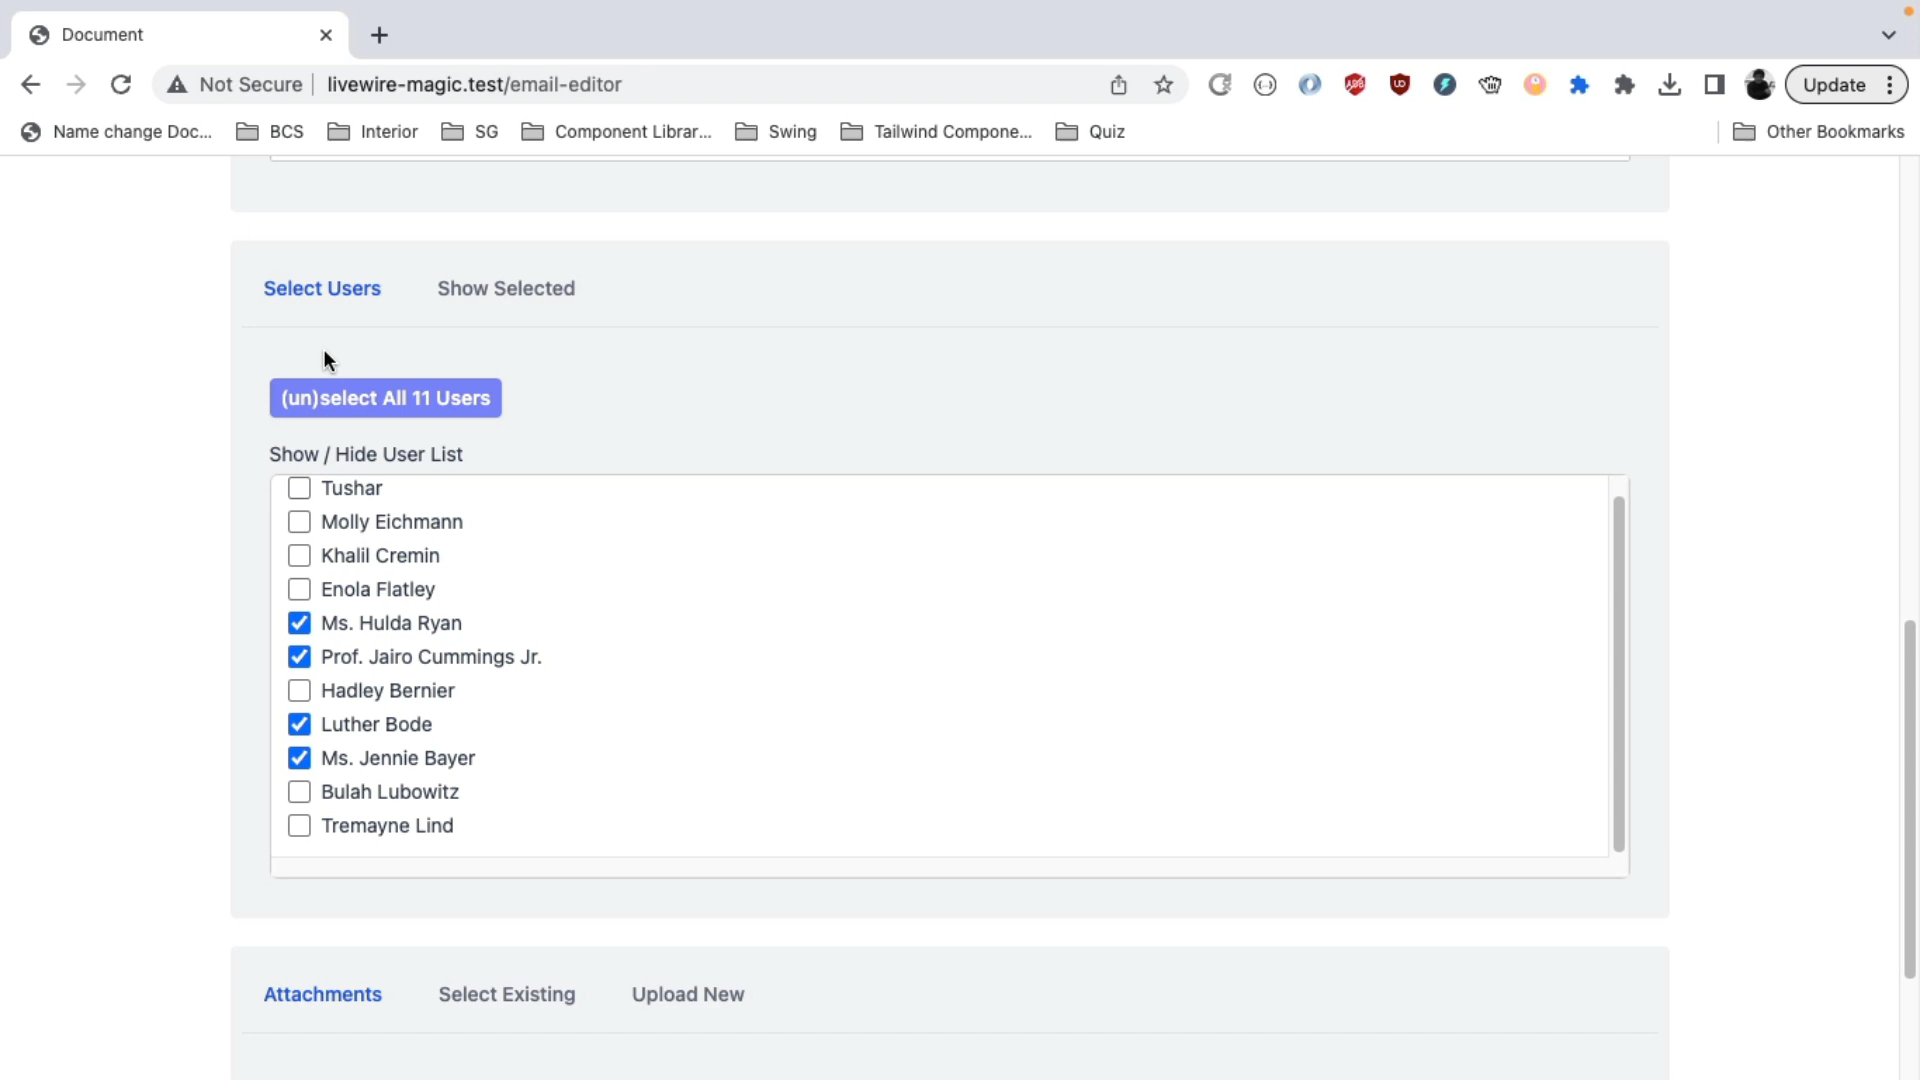 Document
Not Secure livewire-magic.test/email-editor
Update
Name change Doc... BCS Interior SG Component Librar... Swing Tailwind Compone... Quiz Other Bookmarks
Select Users Show Selected
(un)select All 11 Users
Show / Hide User List
Tushar
Molly Eichmann
Khalil Cremin
Enola Flatley
Ms. Hulda Ryan
Prof. Jairo Cummings Jr.
Hadley Bernier
Luther Bode
Ms. Jennie Bayer
Bulah Lubowitz
Tremayne Lind
Attachments Select Existing Upload New